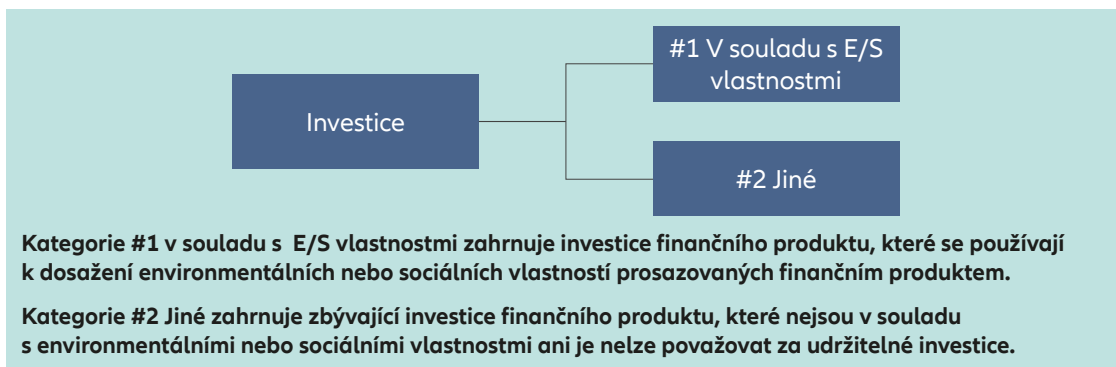 #1 V souladu s E/S
vlastnostmi
Investice
#2 Jiné
Kategorie #1 v souladu s E/S vlastnostmi zahrnuje investice finančního produktu, které se používají
k dosažení environmentálních nebo sociálních vlastností prosazovaných finančním produktem.
Kategorie #2 Jiné zahrnuje zbývající investice finančního produktu, které nejsou v souladu
s environmentálními nebo sociálními vlastnostmi ani je nelze považovat za udržitelné investice.